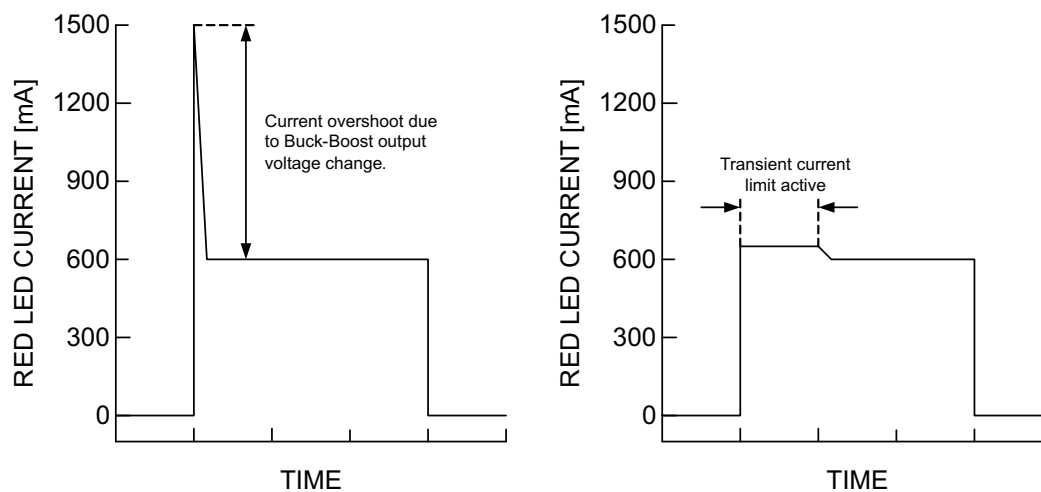 RED LED CURRENT [mA]
1500
1200
900
600
300
0
Current overshoot due
to Buck-Boost output
voltage change.
TIME
RED LED CURRENT [mA]
1500
1200
900
600
300
0
Transient current
limit active
TIME